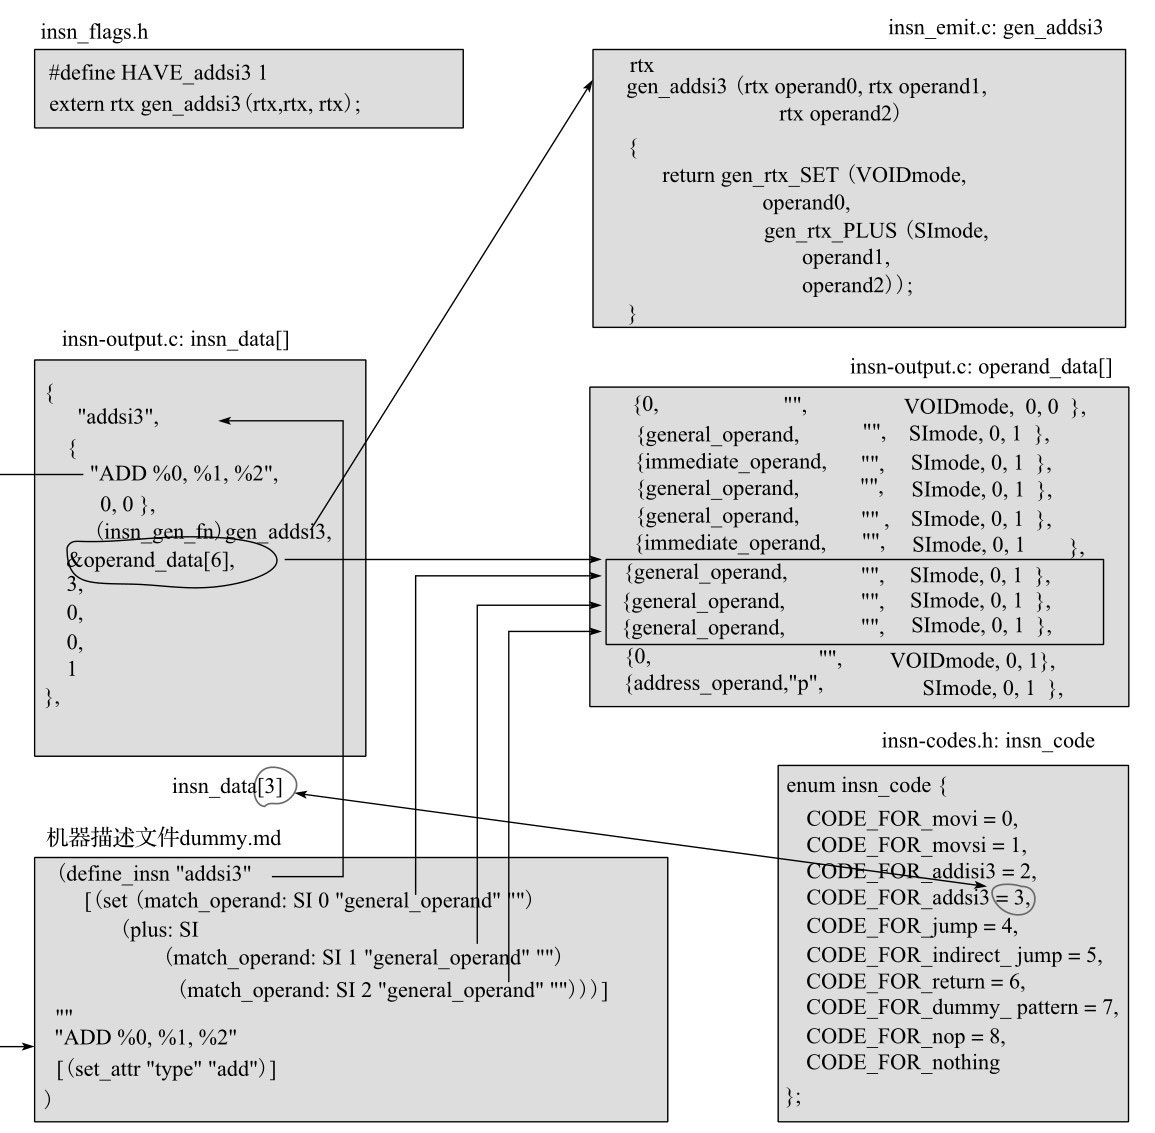 insn_flags.h
#define HAVE_addsi3 1
extern rtx gen_addsi3(rtx,rtx, rtx);
insn_emit.c: gen_addsi3
rtx
gen_addsi3 (rtx operand0, rtx operand1,
rtx operand2)
{
return gen_rtx_SET (VOIDmode,
operand0,
gen_rtx_PLUS (SImode,
operand1,
operand2));
}
insn-output.c: insn_data[]
{
"addsi3",
{
"ADD %0, %1, %2",
0, 0 },
(insn_gen_fn)gen_addsi3,
&operand_data[6],
3,
0,
0,
1
},
insn_data[3]
insn-output.c: operand_data[]
{0, "", VOIDmode, 0, 0 },
{general_operand, "", SImode, 0, 1 },
{immediate_operand, "", SImode, 0, 1 },
{general_operand, "", SImode, 0, 1 },
{general_operand, "", SImode, 0, 1 },
{immediate_operand, "", SImode, 0, 1 },
{general_operand, "", SImode, 0, 1 },
{general_operand, "", SImode, 0, 1 },
{general_operand, "", SImode, 0, 1 },
{0, "", VOIDmode, 0, 1},
{address_operand,"p", SImode, 0, 1 },
机器描述文件dummy.md
(define_insn "addsi3"
[(set (match_operand: SI 0 "general_operand" "")
(plus: SI
(match_operand: SI 1 "general_operand" "")
(match_operand: SI 2 "general_operand" "")))]
""
"ADD %0, %1, %2"
[(set_attr "type" "add")]
)
insn-codes.h: insn_code
enum insn_code {
CODE_FOR_movi = 0,
CODE_FOR_movsi = 1,
CODE_FOR_addisi3 = 2,
CODE_FOR_addsi3 = 3,
CODE_FOR_jump = 4,
CODE_FOR_indirect_ jump = 5,
CODE_FOR_return = 6,
CODE_FOR_dummy_ pattern = 7,
CODE_FOR_nop = 8,
CODE_FOR_nothing
};